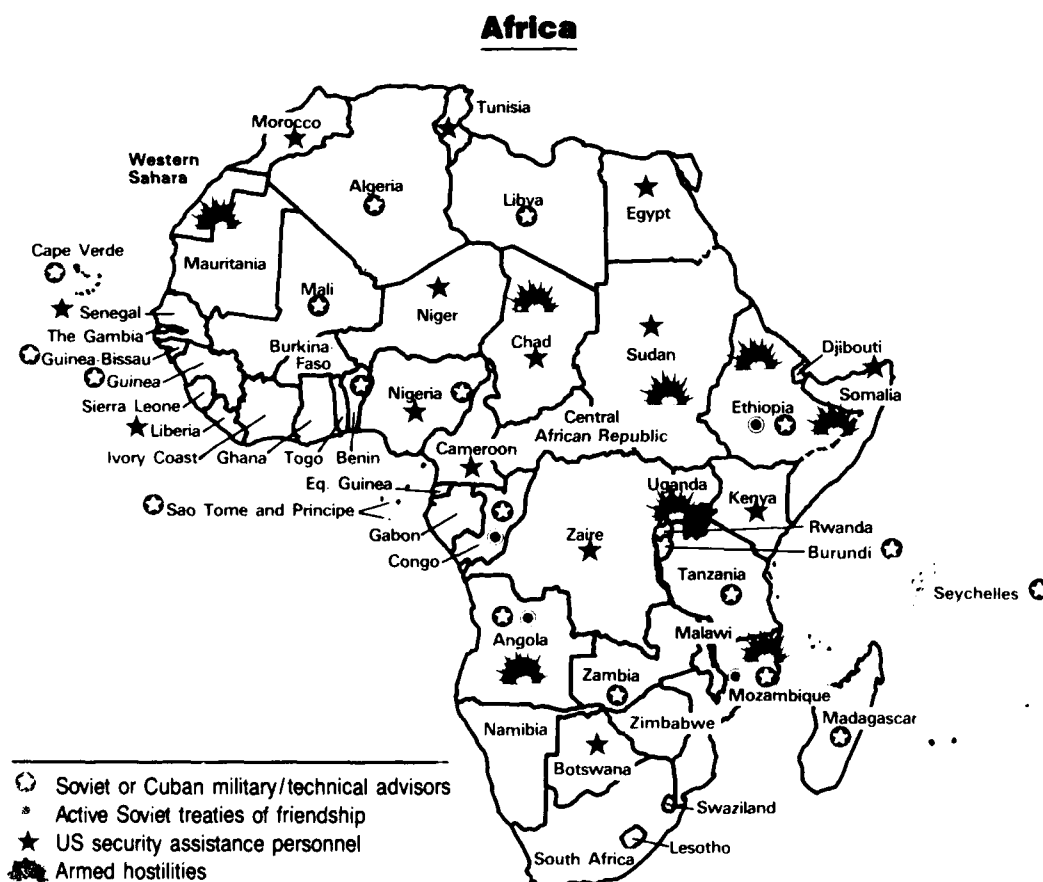 Africa
Tunisia
Morocco
Western
Sahara
Algeria
Libya
Egypt
Cape Verde
Mauritania
Mali
Niger
Chad
Sudan
Senegal
The Gambia
Guinea-Bissau
Guinea
Sierra Leone
Liberia
Ivory Coast
Ghana
Togo
Benin
Burkina
Faso
Nigeria
Djibouti
Somalia
Ethiopia
Central
African Republic
Cameroon
Eq. Guinea
Sao Tome and Principe
Gabon
Congo
Uganda
Kenya
Zaire
Rwanda
Burundi
Tanzania
Seychelles
Angola
Malawi
Zambia
Mozambique
Namibia
Zimbabwe
Madagascar
Botswana
Swaziland
South Africa
Lesotho
Soviet or Cuban military/technical advisors
Active Soviet treaties of friendship
US security assistance personnel
Armed hostilities